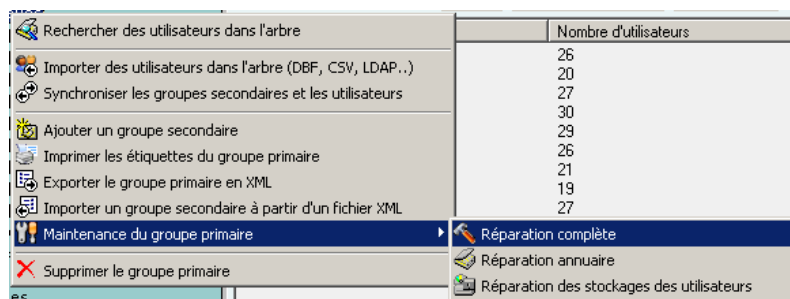 Rechercher des utilisateurs dans l'arbre
Importer des utilisateurs dans l'arbre (DBF, CSV, LDAP..)
Synchroniser les groupes secondaires et les utilisateurs
Ajouter un groupe secondaire
Imprimer les étiquettes du groupe primaire
Exporter le groupe primaire en XML
Importer un groupe secondaire à partir d'un fichier XML
Maintenance du groupe primaire
Supprimer le groupe primaire
es
Nombre d'utilisateurs
26
20
27
30
29
26
21
19
27
Réparation complète
Réparation annuaire
Réparation des stockages des utilisateurs